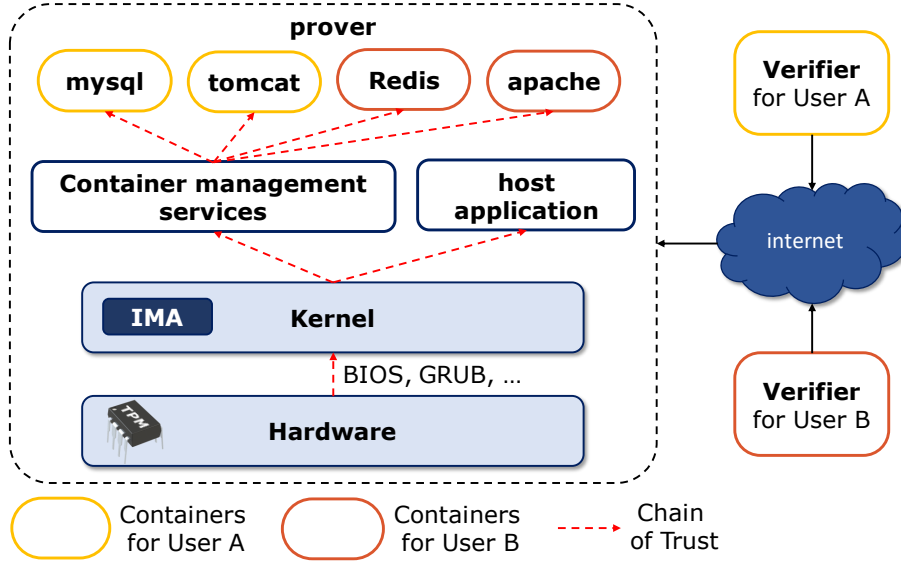 prover
mysql
tomcat
Redis
apache
Verifier
for User A
Container management
services
host
application
internet
IMA
Kernel
BIOS, GRUB, ...
TPM
Hardware
Verifier
for User B
Containers
for User A
Containers
for User B
Chain
of Trust